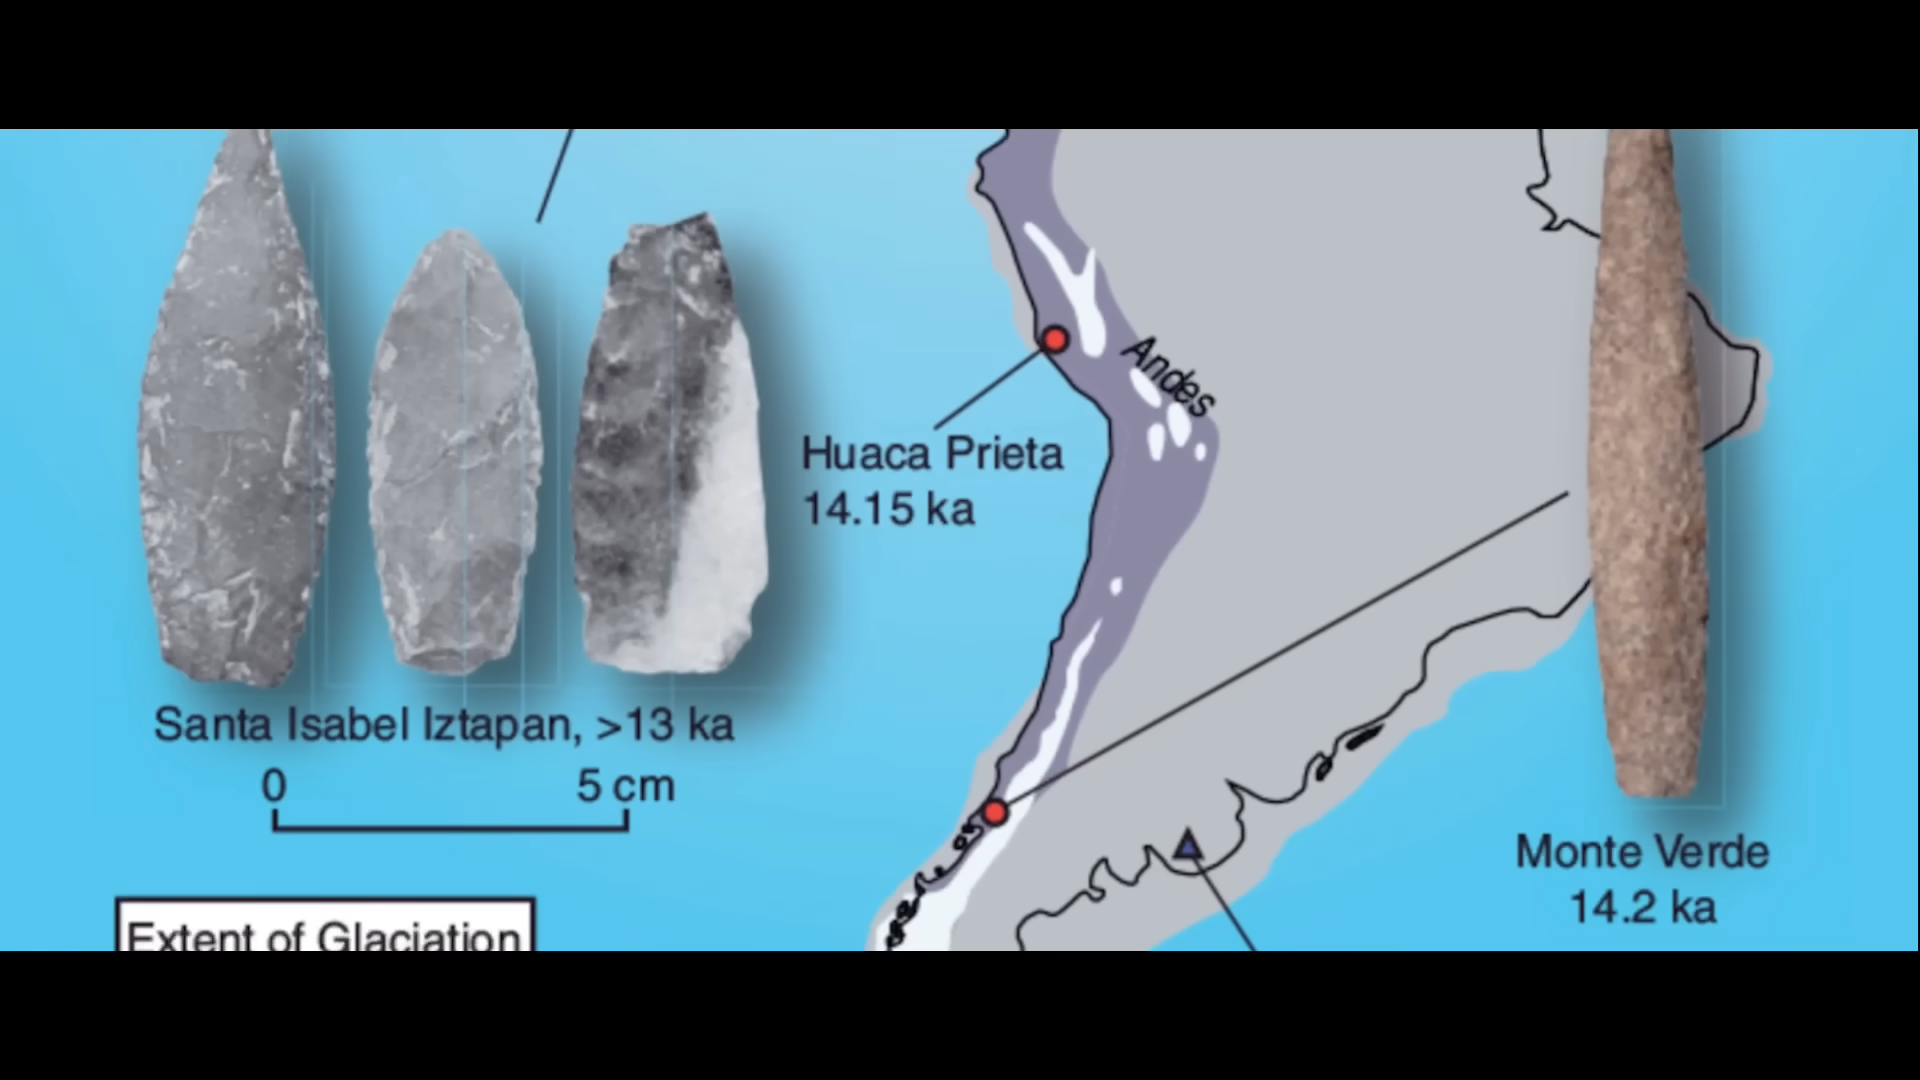 Andes
Huaca Prieta
14.15 ka
Santa Isabel Iztapan, >13 ka
0 5 cm
Monte Verde
14.2 ka
Extent of Glaciation